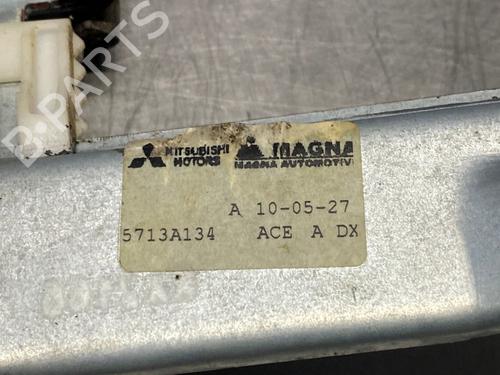 B-PARTS
MITSUBISHI
MOTORS
MAGNA
MAGNA AUTOMOTIV
A 10-05-27
5713A134 ACE A DX